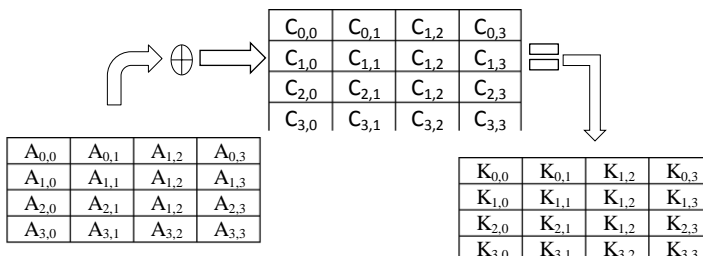 C0,0 C0,1 C1,2 C0,3
C1,0 C1,1 C1,2 C1,3
C2,0 C2,1 C1,2 C2,3
C3,0 C3,1 C3,2 C3,3
A0,0 A0,1 A1,2 A0,3
A1,0 A1,1 A1,2 A1,3
A2,0 A2,1 A1,2 A2,3
A3,0 A3,1 A3,2 A3,3
K0,0 K0,1 K1,2 K0,3
K1,0 K1,1 K1,2 K1,3
K2,0 K2,1 K1,2 K2,3
K3,0 K3,1 K3,2 K3,3